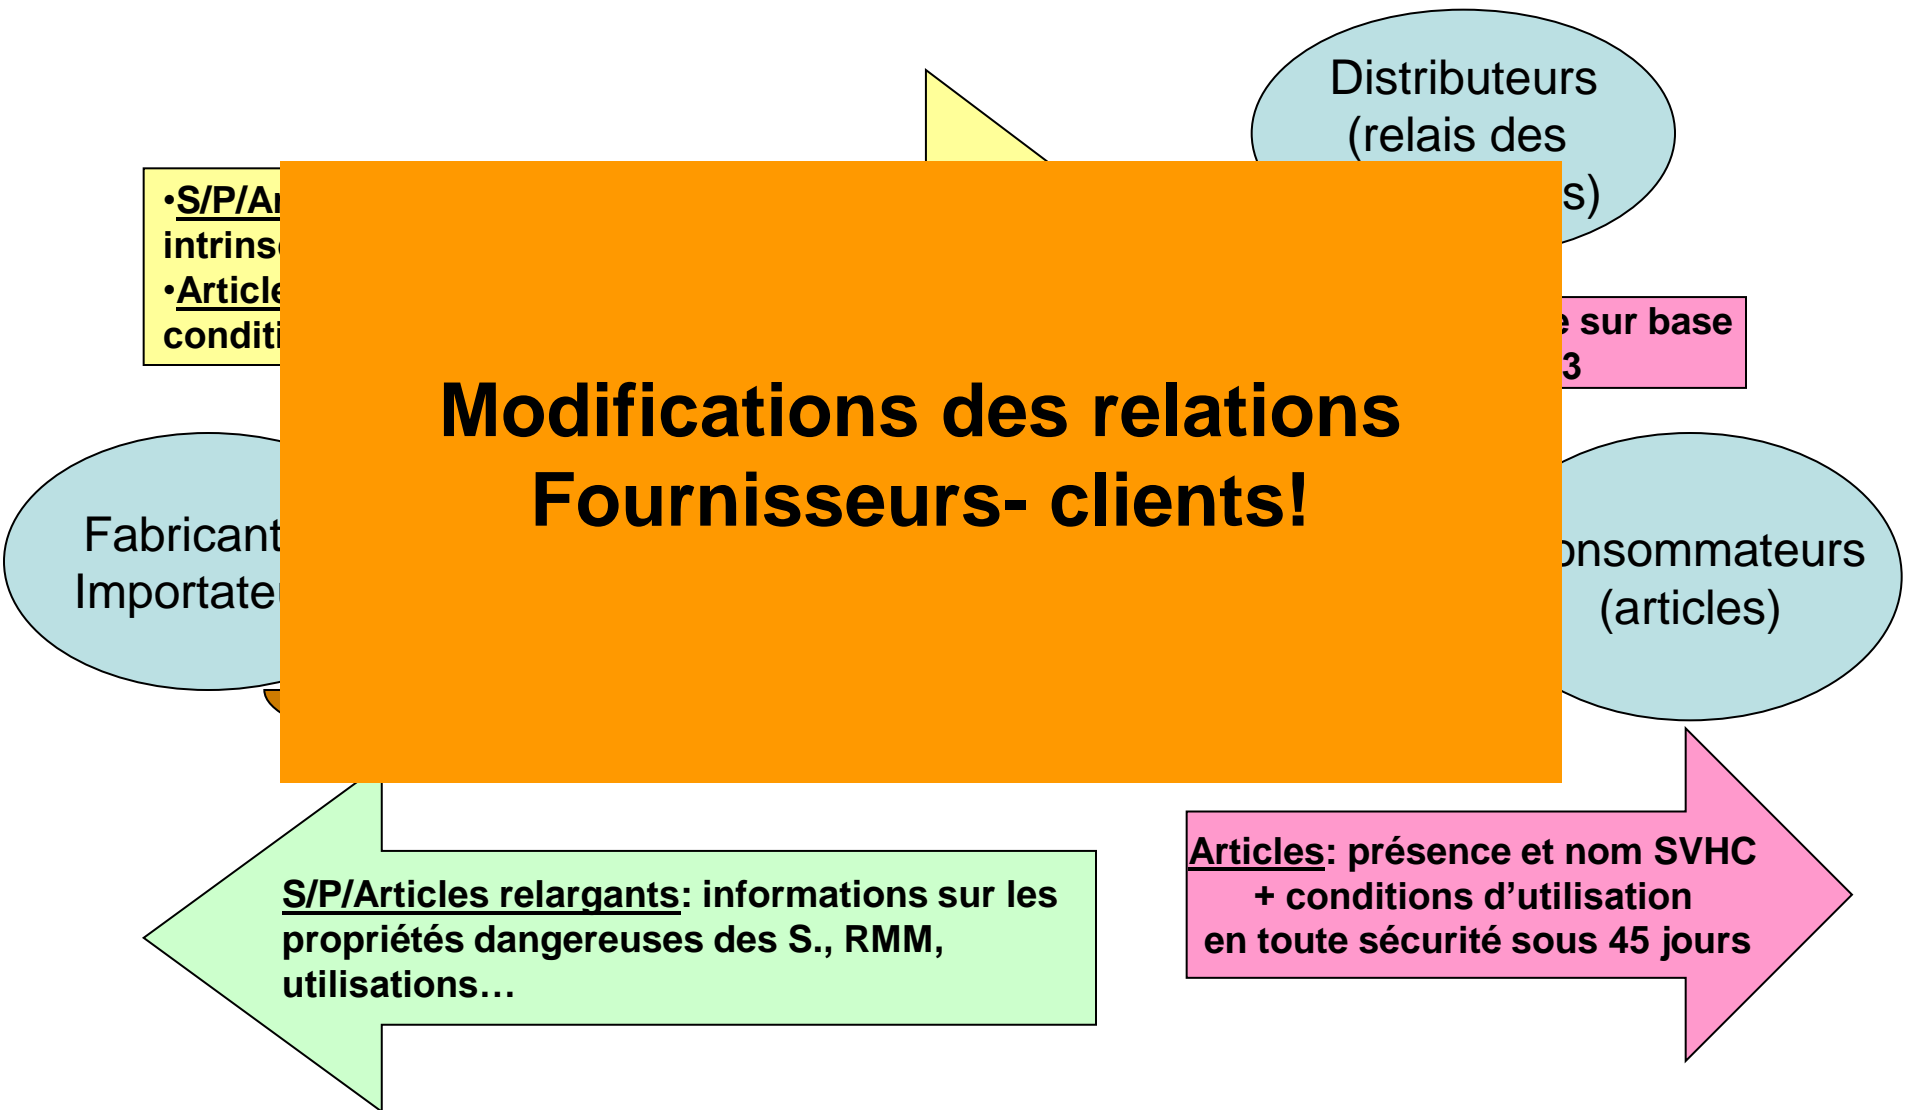 Distributeurs
(relais des
s)
•S/P/Ar
intrins
•Article
conditi
sur base
3
Modifications des relations
Fournisseurs- clients!
Fabricant
Importate
onsommateurs
(articles)
Articles: présence et nom SVHC
+ conditions d’utilisation
en toute sécurité sous 45 jours
S/P/Articles relargants: informations sur les
propriétés dangereuses des S., RMM,
utilisations…